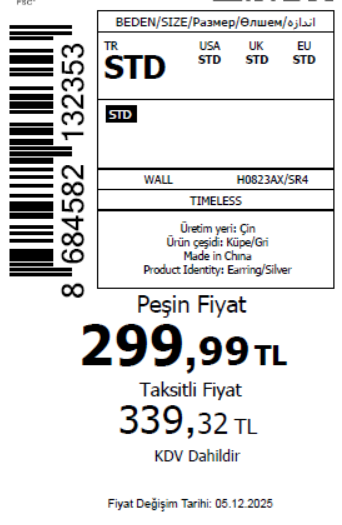 FSC
BEDEN/SIZE/Размер/Өлшем/اندازه
TR USA UK EU
STD STD STD STD
STD
WALL H0823AX/SR4
TIMELESS
Üretim yeri: Çin
Ürün çeşidi: Küpe/Gri
Made in China
Product Identity: Earring/Silver
8 684582 132353
Peşin Fiyat
299,99 TL
Taksitli Fiyat
339,32 TL
KDV Dahildir
Fiyat Değişim Tarihi: 05.12.2025